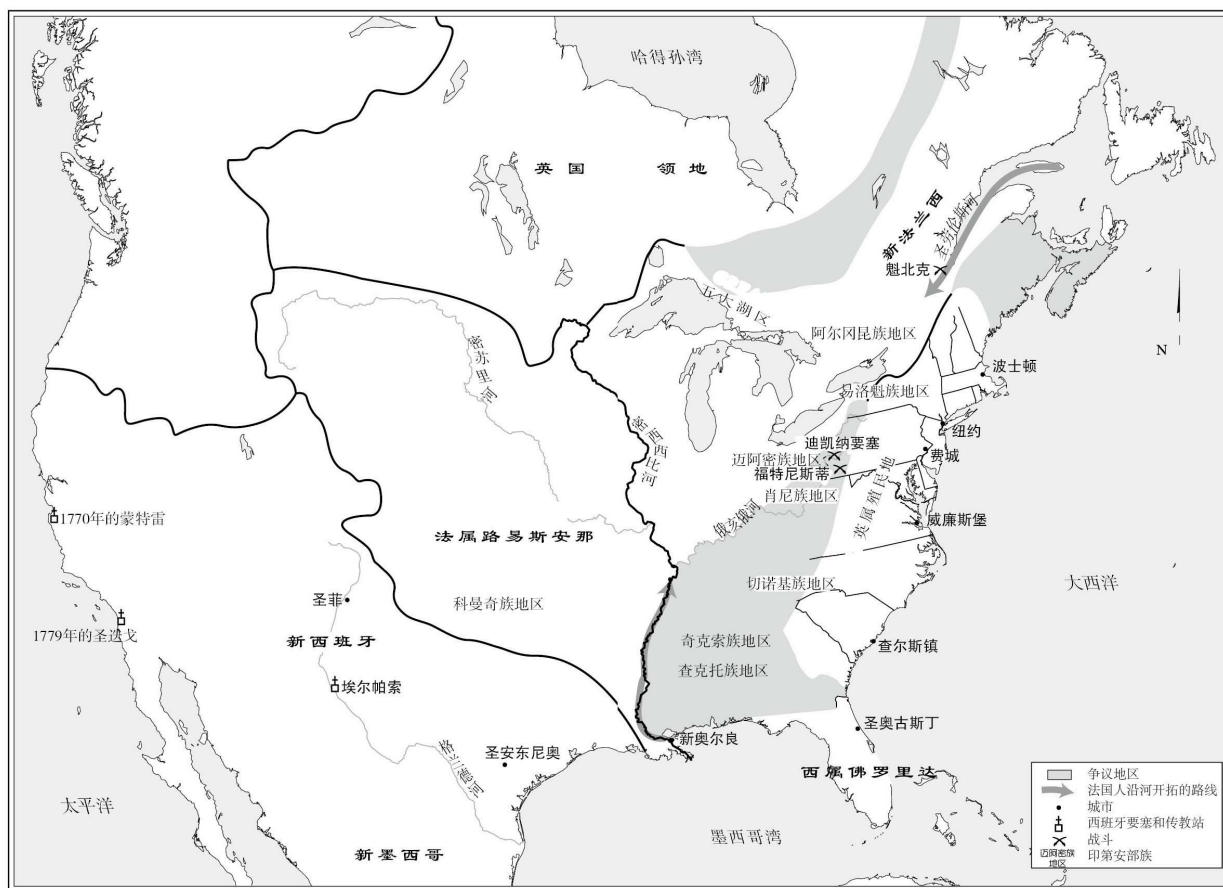 哈得孙湾
英国 领地
新法兰西
圣劳伦斯河
魁北克
五大湖区
阿尔冈昆族地区
密苏里河
波士顿
易洛魁族地区
N
纽约
迪凯纳要塞
费城
迈阿密族地区
密西西比河
福特尼斯蒂
英属殖民地
肖尼族地区
1770年的蒙特雷
俄亥俄河
威廉斯堡
法属路易斯安那
切诺基族地区
大西洋
圣菲
科曼奇族地区
1779年的圣迭戈
新西班牙
奇克索族地区
查尔斯镇
查克托族地区
埃尔帕索
圣奥古斯丁
新奥尔良
圣安东尼奥
格兰德河
西属佛罗里达
太平洋
墨西哥湾
新墨西哥
争议地区
法国人沿河开拓的路线
城市
西班牙要塞和传教站
战斗
迈阿密族
地区
印第安部族